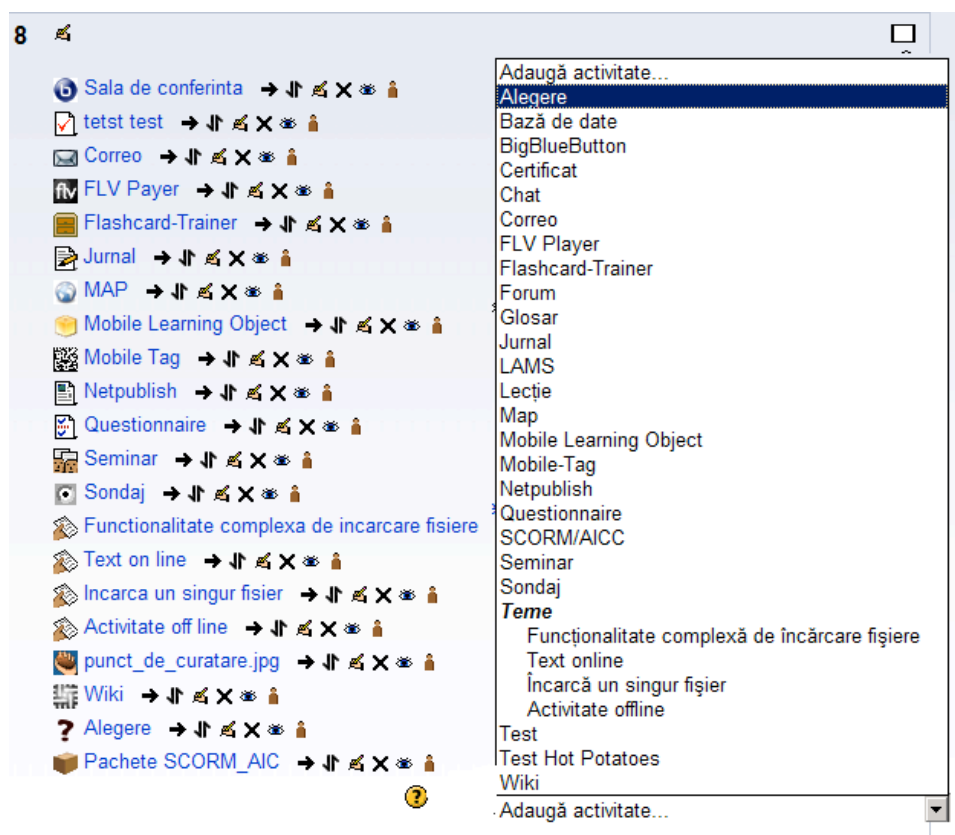 8
Sala de conferinta
tetst test
Correo
flv FLV Payer
Flashcard-Trainer
Jurnal
MAP
Mobile Learning Object
Mobile Tag
Netpublish
Questionnaire
Seminar
Sondaj
Functionalitate complexa de incarcare fisiere
Text on line
Incarca un singur fisier
Activitate off line
punct_de_curatare.jpg
Wiki
Alegere
Pachete SCORM_AIC
Adaugă activitate...
Alegere
Bază de date
BigBlueButton
Certificat
Chat
Correo
FLV Player
Flashcard-Trainer
Forum
Glosar
Jurnal
LAMS
Lecție
Map
Mobile Learning Object
Mobile-Tag
Netpublish
Questionnaire
SCORM/AICC
Seminar
Sondaj
Teme
Funcționalitate complexă de încărcare fişiere
Text online
Încarcă un singur fişier
Activitate offline
Test
Test Hot Potatoes
Wiki
Adaugă activitate...